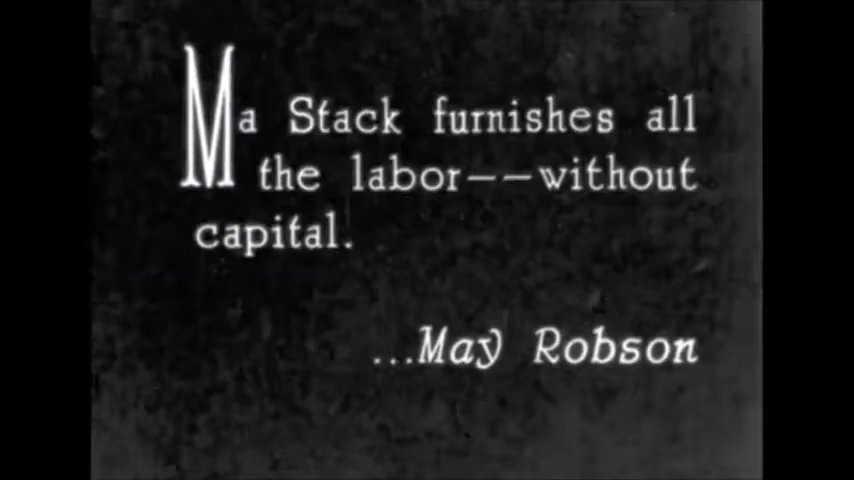 Ma Stack furnishes all
the labor--without
capital.
...May Robson